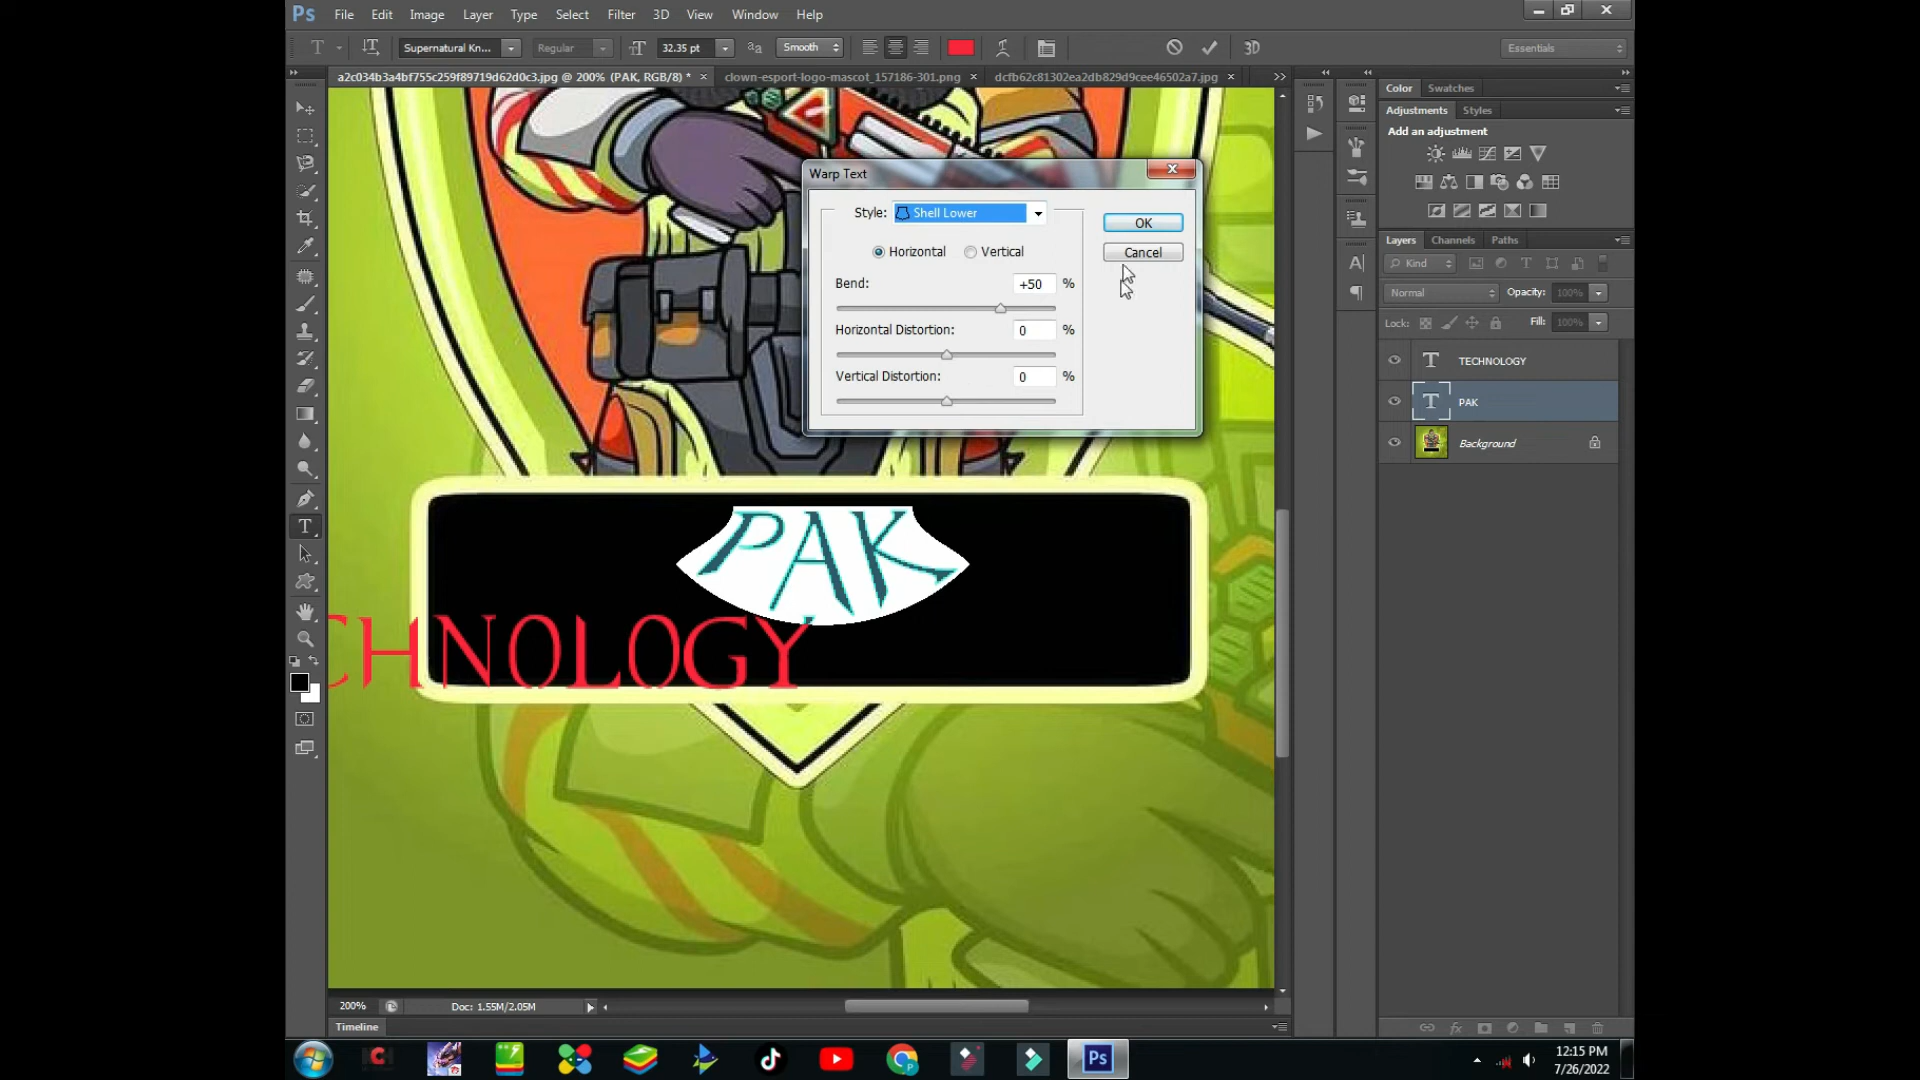 Ps File Edit Image Layer Type Select Filter 3D View Window Help
T Supernatural Kn... Regular 32.35 pt aa Smooth 3D Essentials
a2c034b3a4bf755c259f89719d62d0c3.jpg @ 200% (PAK, RGB/8) * × clown-esport-logo-mascot_157186-301.png × dcfb62c81302ea2db829d9cee46502a7.jpg ×
Color Swatches
Adjustments Styles
Add an adjustment
Warp Text
Style: Shell Lower
OK
Horizontal Vertical
Cancel
Bend: +50 %
Horizontal Distortion: 0 %
Vertical Distortion: 0 %
Layers Channels Paths
Kind
Normal Opacity: 100%
Lock: Fill: 100%
T TECHNOLOGY
T PAK
Background
PAK
CHNOLOGY
200% Doc: 1.55M/2.05M
Timeline
Ps
12:15 PM
7/26/2022